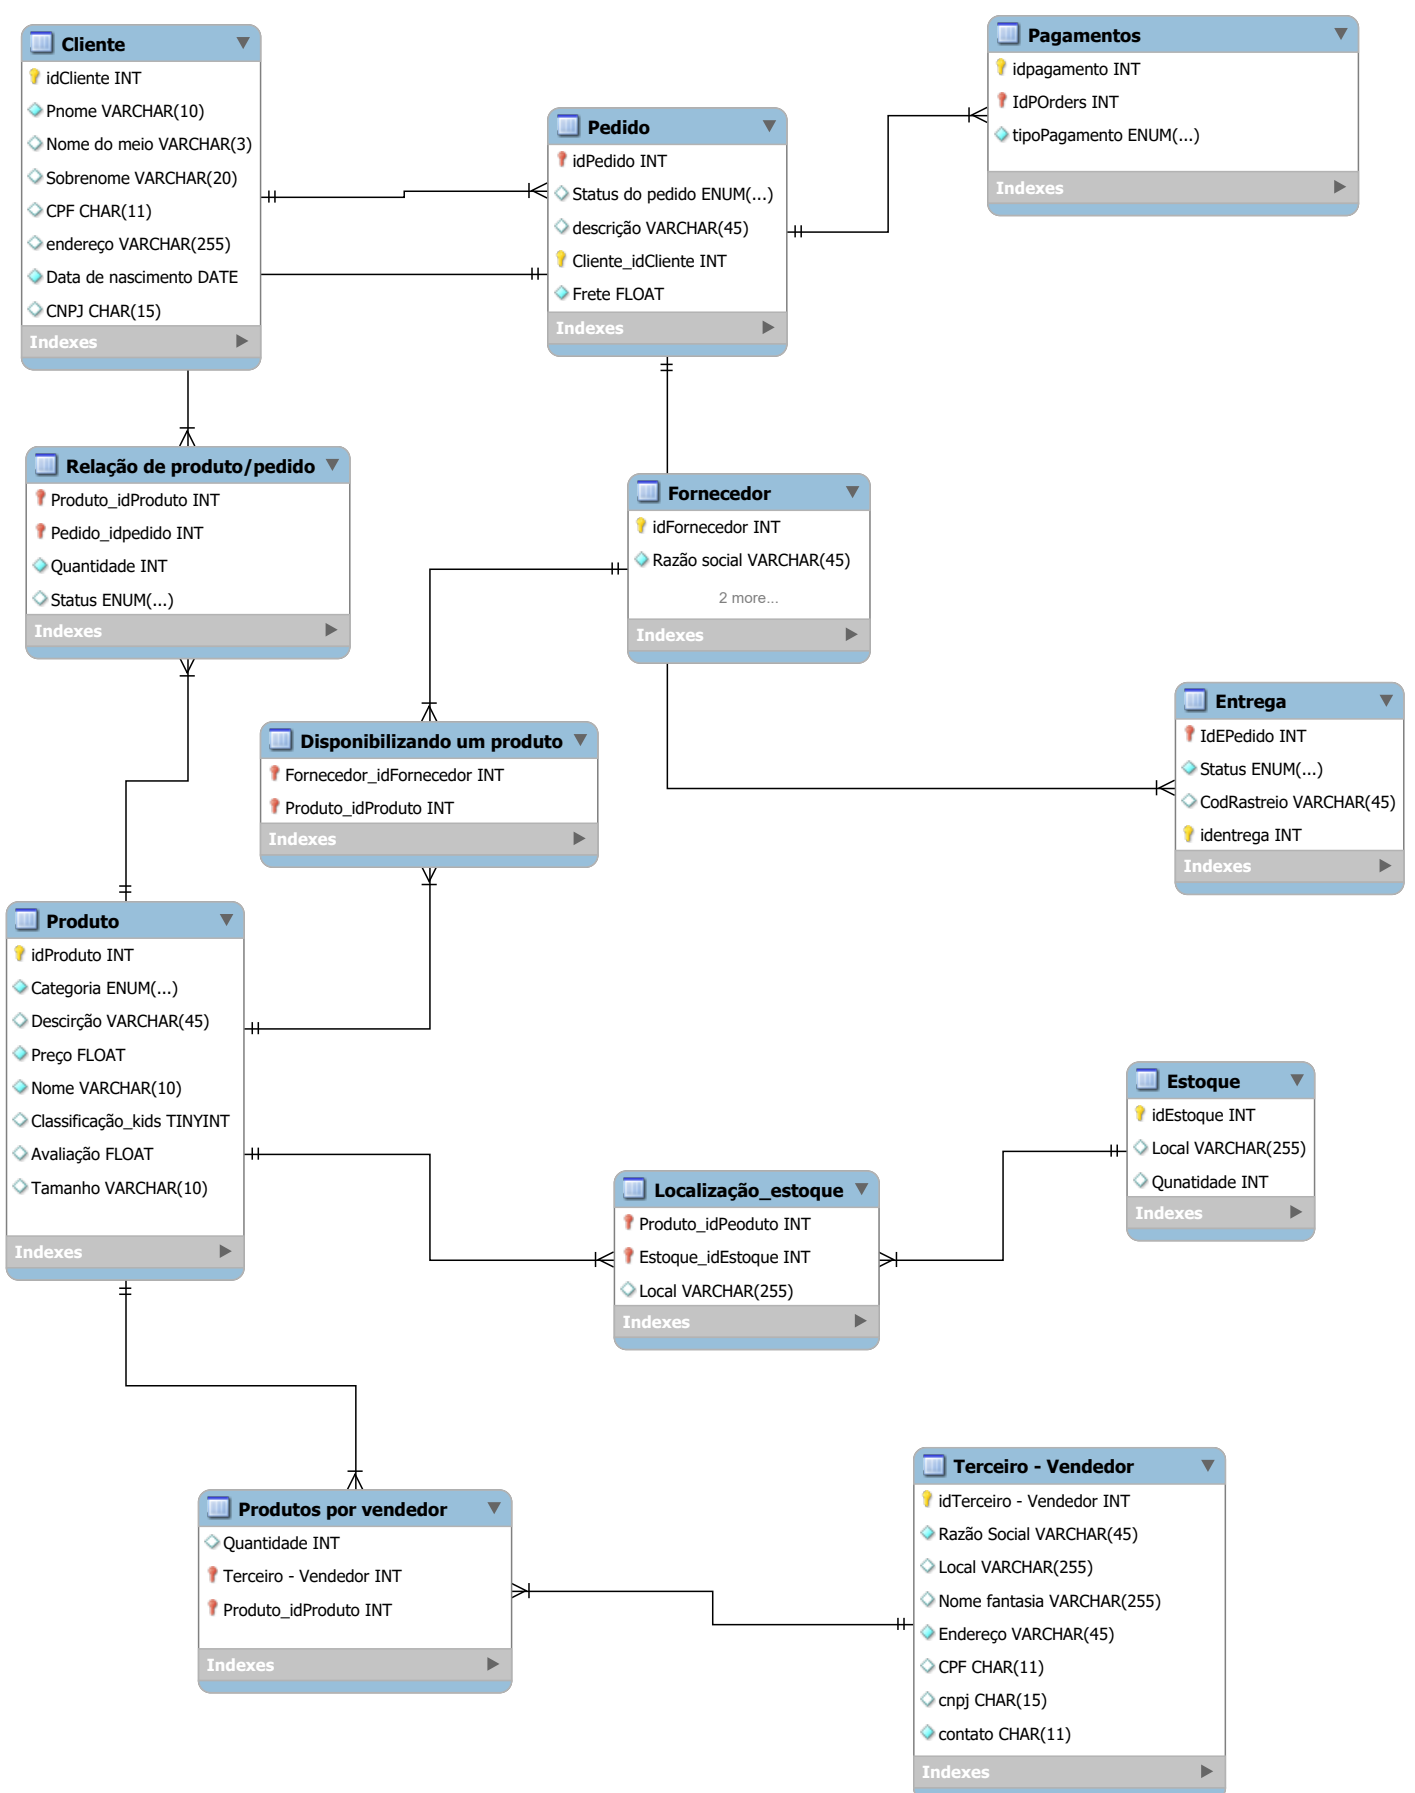 Cliente
idCliente INT
Pnome VARCHAR(10)
Nome do meio VARCHAR(3)
Sobrenome VARCHAR(20)
CPF CHAR(11)
endereço VARCHAR(255)
Data de nascimento DATE
CNPJ CHAR(15)
Indexes
Pedido
idPedido INT
Status do pedido ENUM(...)
descrição VARCHAR(45)
Cliente_idCliente INT
Frete FLOAT
Indexes
Pagamentos
idpagamento INT
IdPOrders INT
tipoPagamento ENUM(...)
Indexes
Relação de produto/pedido
Produto_idProduto INT
Pedido_idpedido INT
Quantidade INT
Status ENUM(...)
Indexes
Fornecedor
idFornecedor INT
Razão social VARCHAR(45)
2 more...
Indexes
Disponibilizando um produto
Fornecedor_idFornecedor INT
Produto_idProduto INT
Indexes
Entrega
IdEPedido INT
Status ENUM(...)
CodRastreio VARCHAR(45)
identrega INT
Indexes
Produto
idProduto INT
Categoria ENUM(...)
Descirção VARCHAR(45)
Preço FLOAT
Nome VARCHAR(10)
Classificação_kids TINYINT
Avaliação FLOAT
Tamanho VARCHAR(10)
Indexes
Estoque
idEstoque INT
Local VARCHAR(255)
Qunatidade INT
Indexes
Localização_estoque
Produto_idPeoduto INT
Estoque_idEstoque INT
Local VARCHAR(255)
Indexes
Produtos por vendedor
Quantidade INT
Terceiro - Vendedor INT
Produto_idProduto INT
Indexes
Terceiro - Vendedor
idTerceiro - Vendedor INT
Razão Social VARCHAR(45)
Local VARCHAR(255)
Nome fantasia VARCHAR(255)
Endereço VARCHAR(45)
CPF CHAR(11)
cnpj CHAR(15)
contato CHAR(11)
Indexes